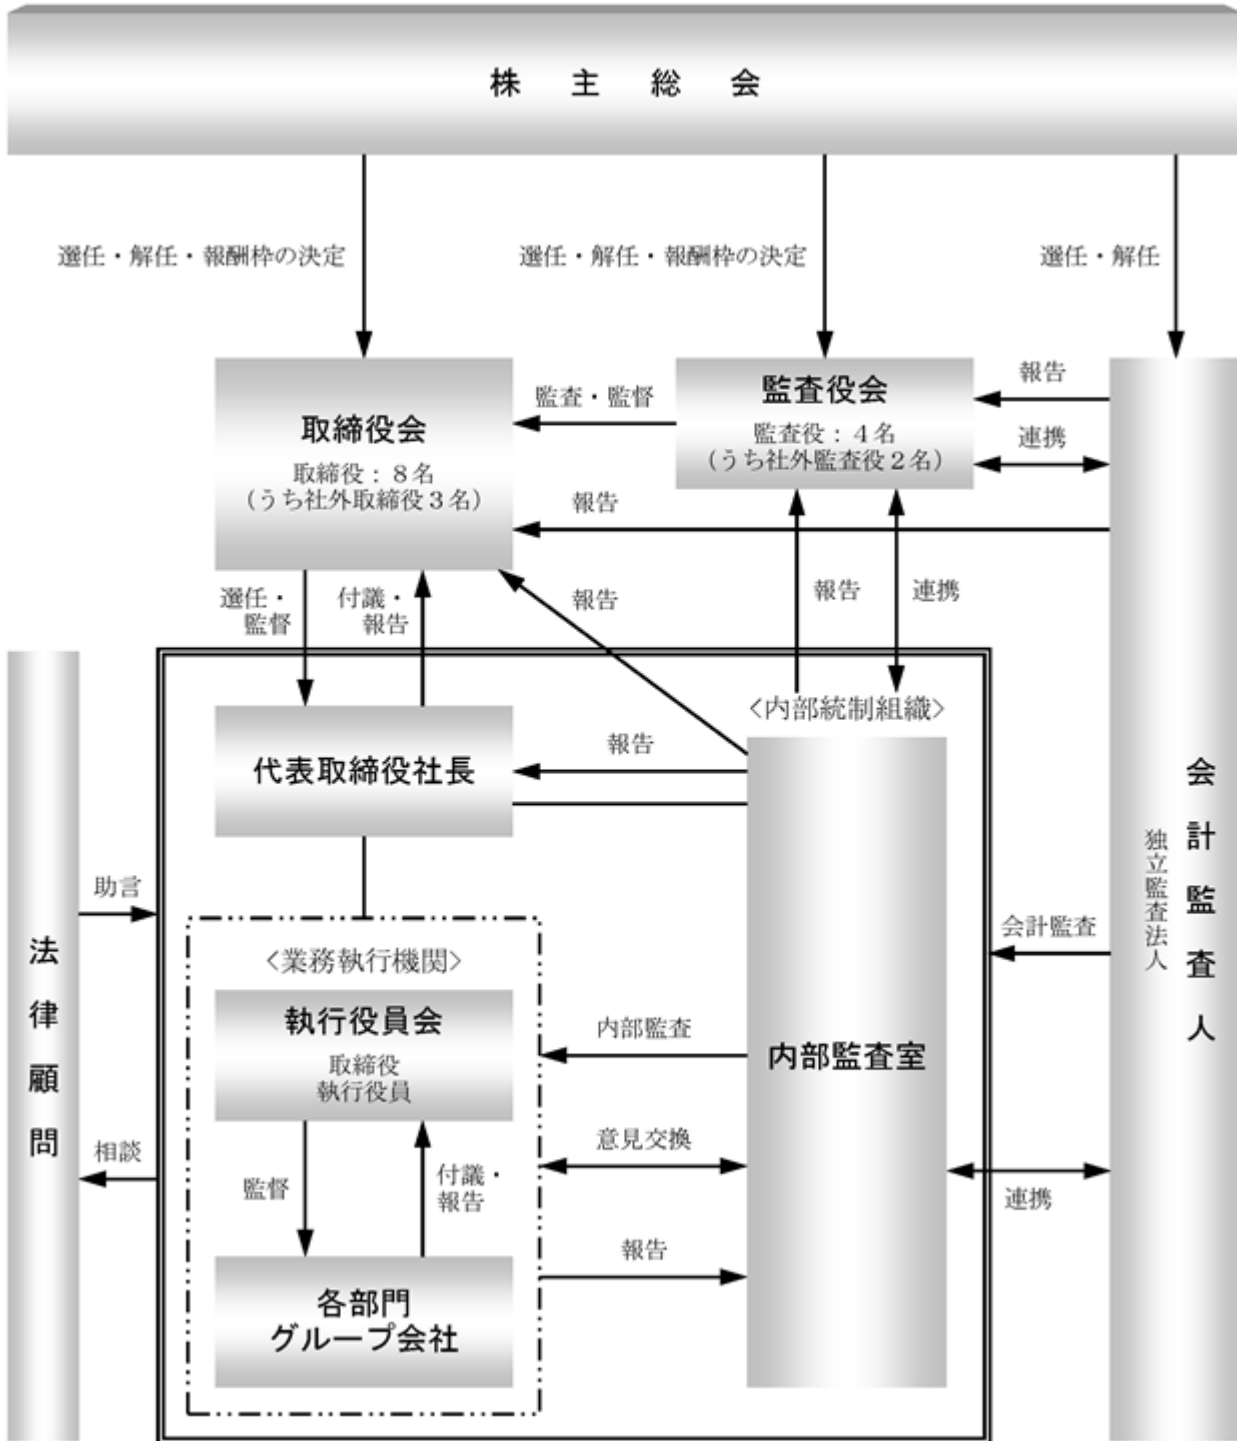 株主総会
選任・解任・報酬枠の決定
選任・解任・報酬枠の決定
選任・解任
取締役会
取締役：８名
（うち社外取締役３名）
監査・監督
監査役会
監査役：４名
（うち社外監査役２名）
報告
連携
報告
選任・
監督
付議・
報告
報告
報告
連携
<内部統制組織>
代表取締役社長
報告
会計監査人
独立監査法人
法律顧問
助言
相談
<業務執行機関>
執行役員会
取締役
執行役員
監督
付議・
報告
各部門
グループ会社
内部監査
意見交換
報告
内部監査室
会計監査
連携